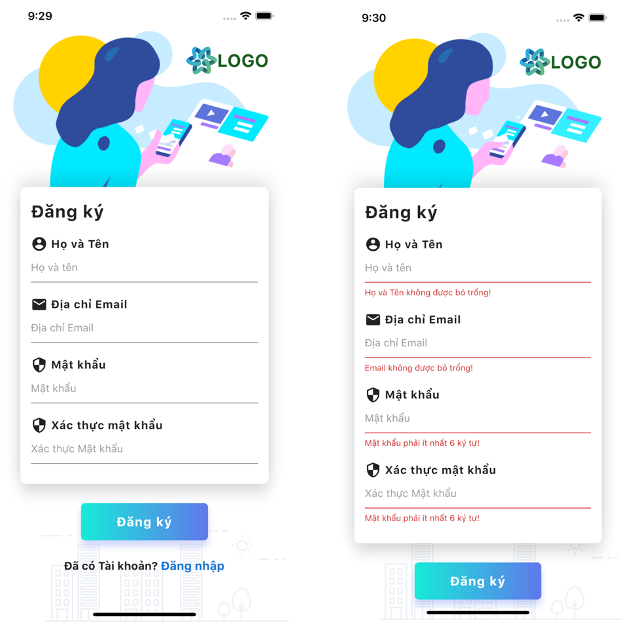 9:29
LOGO
Đăng ký
Họ và Tên
Họ và tên
Địa chỉ Email
Địa chỉ Email
Mật khẩu
Mật khẩu
Xác thực mật khẩu
Xác thực Mật khẩu
Đăng ký
Đã có Tài khoản? Đăng nhập
9:30
LOGO
Đăng ký
Họ và Tên
Họ và tên
Họ và Tên không được bỏ trống!
Địa chỉ Email
Địa chỉ Email
Email không được bỏ trống!
Mật khẩu
Mật khẩu
Mật khẩu phải ít nhất 6 ký tự!
Xác thực mật khẩu
Xác thực Mật khẩu
Mật khẩu phải ít nhất 6 ký tự!
Đăng ký